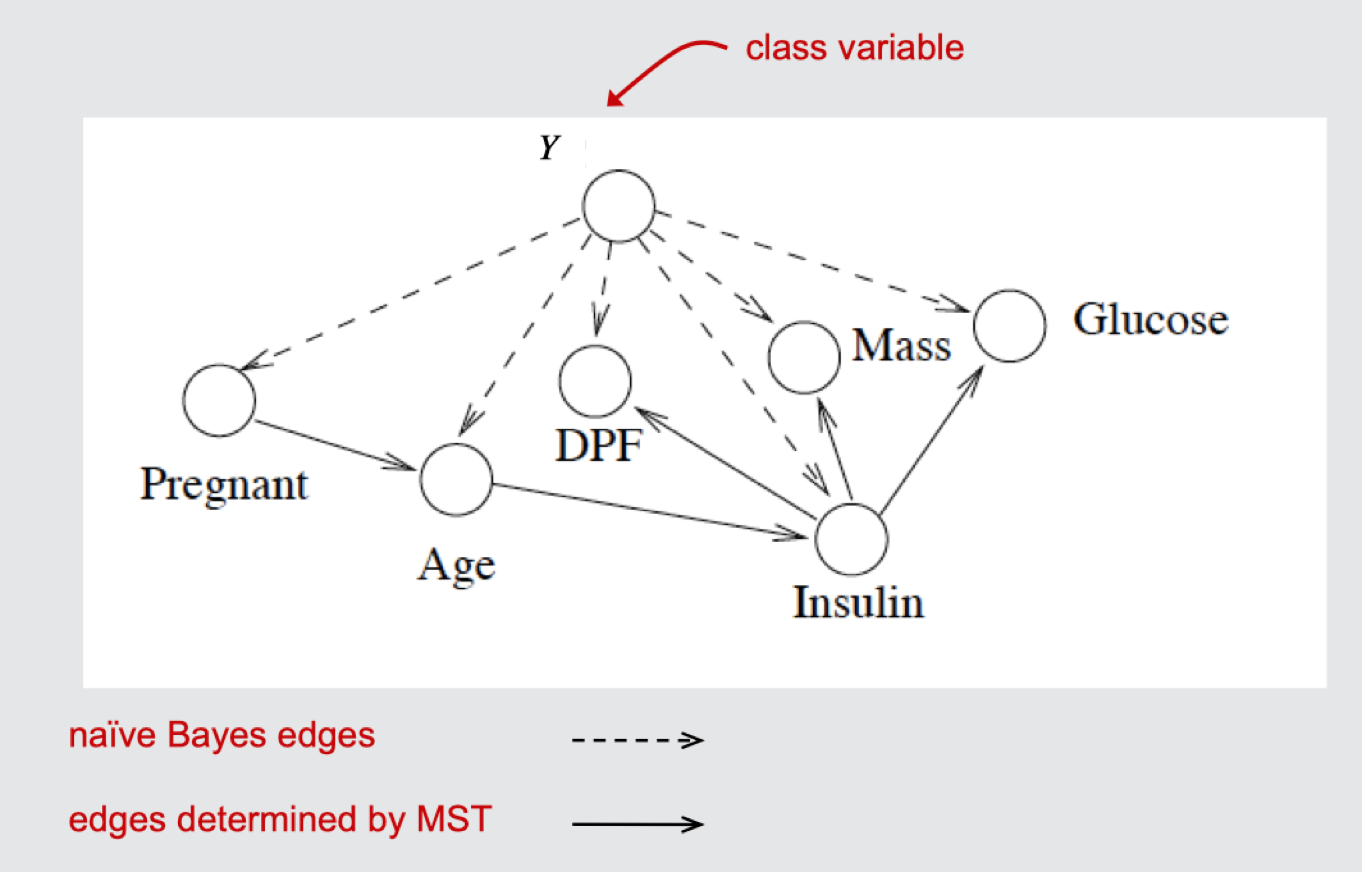 class variable
Y
Glucose
Mass
DPF
Pregnant
Age
Insulin
naïve Bayes edges
edges determined by MST